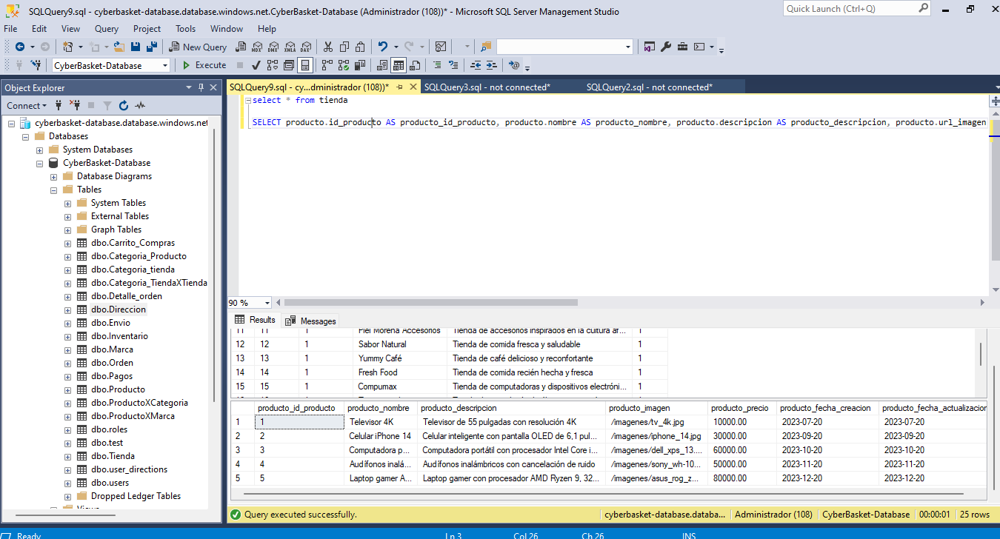 SQLQuery9.sql - cyberbasket-database.database.windows.net.CyberBasket-Database (Administrador (108))* - Microsoft SQL Server Management Studio
Quick Launch (Ctrl+Q)
File Edit View Query Project Tools Window Help
New Query MDX DMX XMLA DAX
CyberBasket-Database Execute
Object Explorer
SQLQuery9.sql - cy...dministrador (108))* SQLQuery3.sql - not connected* SQLQuery2.sql - not connected*
Connect
select * from tienda
SELECT producto.id_producto AS producto_id_producto, producto.nombre AS producto_nombre, producto.descripcion AS producto_descripcion, producto.url_imagen
cyberbasket-database.database.windows.net
Databases
System Databases
CyberBasket-Database
Database Diagrams
Tables
System Tables
External Tables
Graph Tables
dbo.Carrito_Compras
dbo.Categoria_Producto
dbo.Categoria_tienda
dbo.Categoria_TiendaXTienda
dbo.Detalle_orden
dbo.Direccion
dbo.Envio
dbo.Inventario
dbo.Marca
dbo.Orden
dbo.Pagos
dbo.Producto
dbo.ProductoXCategoria
dbo.ProductoXMarca
dbo.roles
dbo.test
dbo.Tienda
dbo.user_directions
dbo.users
Dropped Ledger Tables
Views
90 %
Results Messages
11 11 1 Piel Morena Accesorios Tienda de accesorios inspirados en la cultura af... 1
12 12 1 Sabor Natural Tienda de comida fresca y saludable 1
13 13 1 Yummy Café Tienda de café delicioso y reconfortante 1
14 14 1 Fresh Food Tienda de comida recién hecha y fresca 1
15 15 1 Compumax Tienda de computadoras y dispositivos electróni... 1
producto_id_producto producto_nombre producto_descripcion producto_imagen producto_precio producto_fecha_creacion producto_fecha_actualizacion
1 1 Televisor 4K Televisor de 55 pulgadas con resolución 4K /imagenes/tv_4k.jpg 10000.00 2023-07-20 2023-07-20
2 2 Celular iPhone 14 Celular inteligente con pantalla OLED de 6,1 pul... /imagenes/iphone_14.jpg 30000.00 2023-09-20 2023-09-20
3 3 Computadora p... Computadora portátil con procesador Intel Core i... /imagenes/dell_xps_13.... 60000.00 2023-10-20 2023-10-20
4 4 Audífonos inalá... Audífonos inalámbricos con cancelación de ruido /imagenes/sony_wh-10... 50000.00 2023-11-20 2023-11-20
5 5 Laptop gamer A... Laptop gamer con procesador AMD Ryzen 9, 32... /imagenes/asus_rog_z... 80000.00 2023-12-20 2023-12-20
Query executed successfully. cyberbasket-database.databa... Administrador (108) CyberBasket-Database 00:00:01 25 rows
Ready Ln 3 Col 26 Ch 26 INS